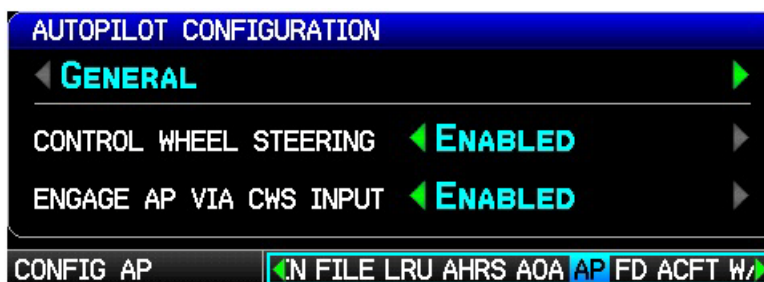 AUTOPILOT CONFIGURATION
GENERAL
CONTROL WHEEL STEERING ENABLED
ENGAGE AP VIA CWS INPUT ENABLED
CONFIG AP FILE LRU AHRS AOA AP FD ACFT